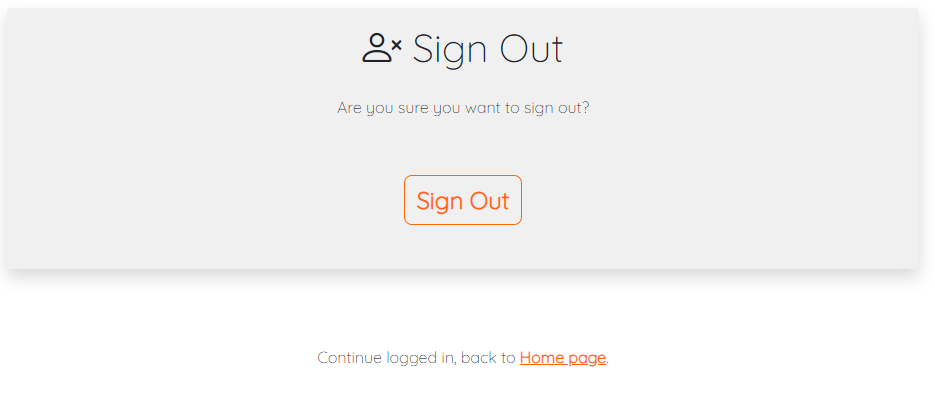 Sign Out
Are you sure you want to sign out?
Sign Out
Continue logged in, back to Home page.